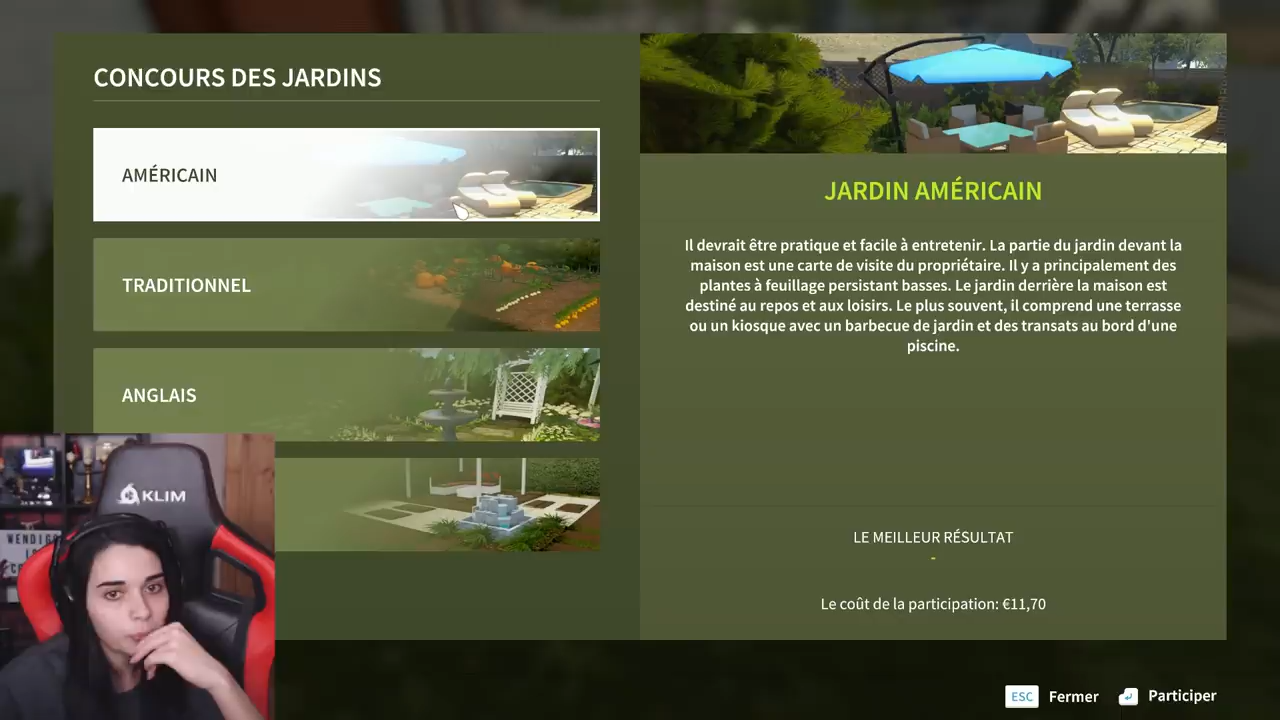 CONCOURS DES JARDINS
AMÉRICAIN
TRADITIONNEL
ANGLAIS
JARDIN AMÉRICAIN
Il devrait être pratique et facile à entretenir. La partie du jardin devant la
maison est une carte de visite du propriétaire. Il y a principalement des
plantes à feuillage persistant basses. Le jardin derrière la maison est
destiné au repos et aux loisirs. Le plus souvent, il comprend une terrasse
ou un kiosque avec un barbecue de jardin et des transats au bord d'une
piscine.
LE MEILLEUR RÉSULTAT
-
Le coût de la participation: €11,70
ESC Fermer
Participer
KLIM
WENDIGO